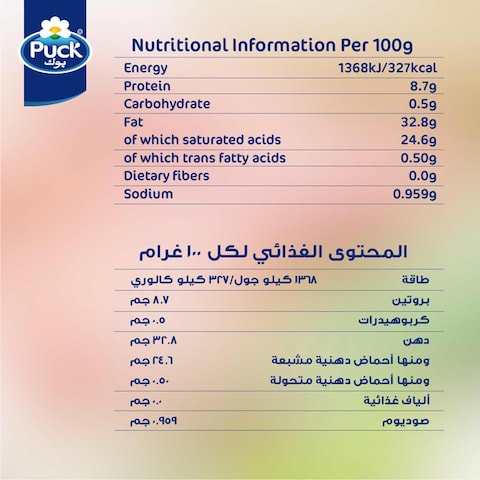 Puck
بوك
Nutritional Information Per 100g
Energy 1368kJ/327kcal
Protein 8.7g
Carbohydrate 0.5g
Fat 32.8g
of which saturated acids 24.6g
of which trans fatty acids 0.50g
Dietary fibers 0.0g
Sodium 0.959g
المحتوى الغذائي لكل ١٠٠ غرام
طاقة ١٣٦٨ كيلو جول/٣٢٧ كيلو كالوري
بروتين ٨.٧ جم
كربوهيدرات ٠.٥ جم
دهن ٣٢.٨ جم
ومنها أحماض دهنية مشبعة ٢٤.٦ جم
ومنها أحماض دهنية متحولة ٠.٥٠ جم
ألياف غذائية ٠.٠ جم
صوديوم ٠.٩٥٩ جم